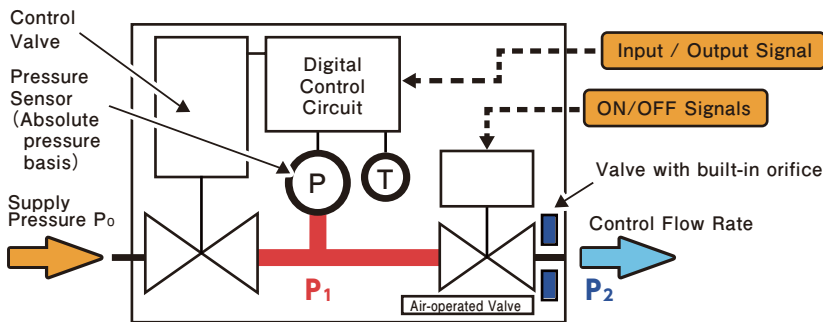 Control
Valve
Pressure
Sensor
(Absolute
pressure
basis)
Supply
Pressure P₀
Digital
Control
Circuit
P
T
Input / Output Signal
ON/OFF Signals
Valve with built-in orifice
Control Flow Rate
P₁
P₂
Air-operated Valve